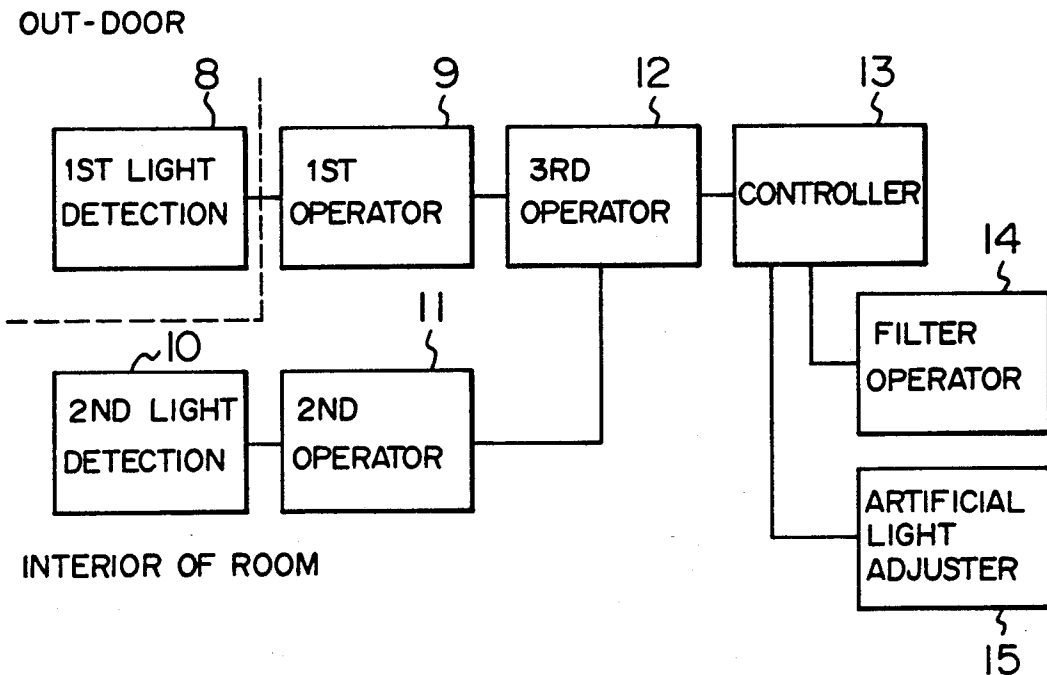 OUT-DOOR
8
9
12
13
1ST LIGHT
DETECTION
1ST
OPERATOR
3RD
OPERATOR
CONTROLLER
14
FILTER
OPERATOR
10
11
2ND LIGHT
DETECTION
2ND
OPERATOR
ARTIFICIAL
LIGHT
ADJUSTER
15
INTERIOR OF ROOM